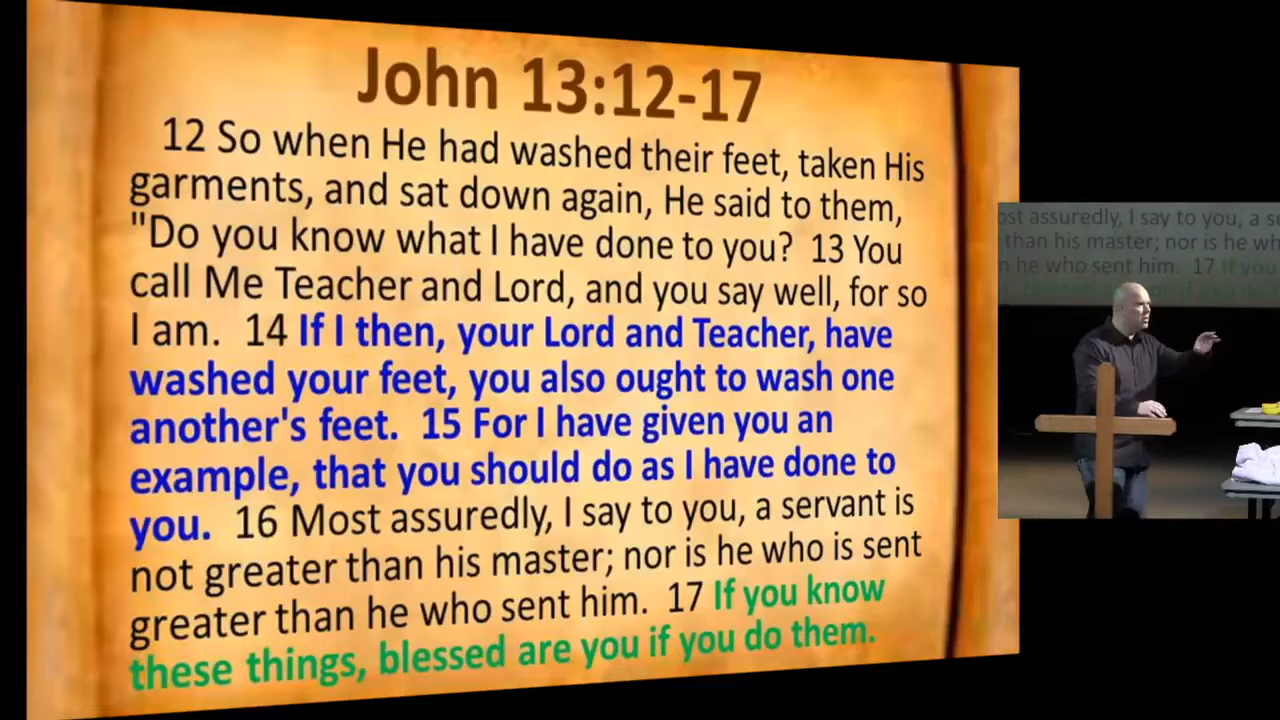 John 13:12-17
12 So when He had washed their feet, taken His
garments, and sat down again, He said to them,
"Do you know what I have done to you?  13 You
call Me Teacher and Lord, and you say well, for so
I am.  14 If I then, your Lord and Teacher, have
washed your feet, you also ought to wash one
another's feet.  15 For I have given you an
example, that you should do as I have done to
you.  16 Most assuredly, I say to you, a servant is
not greater than his master; nor is he who is sent
greater than he who sent him.  17 If you know
these things, blessed are you if you do them.
ost assuredly, I say to you, a s
than his master; nor is he wh
n he who sent him.  17 If you